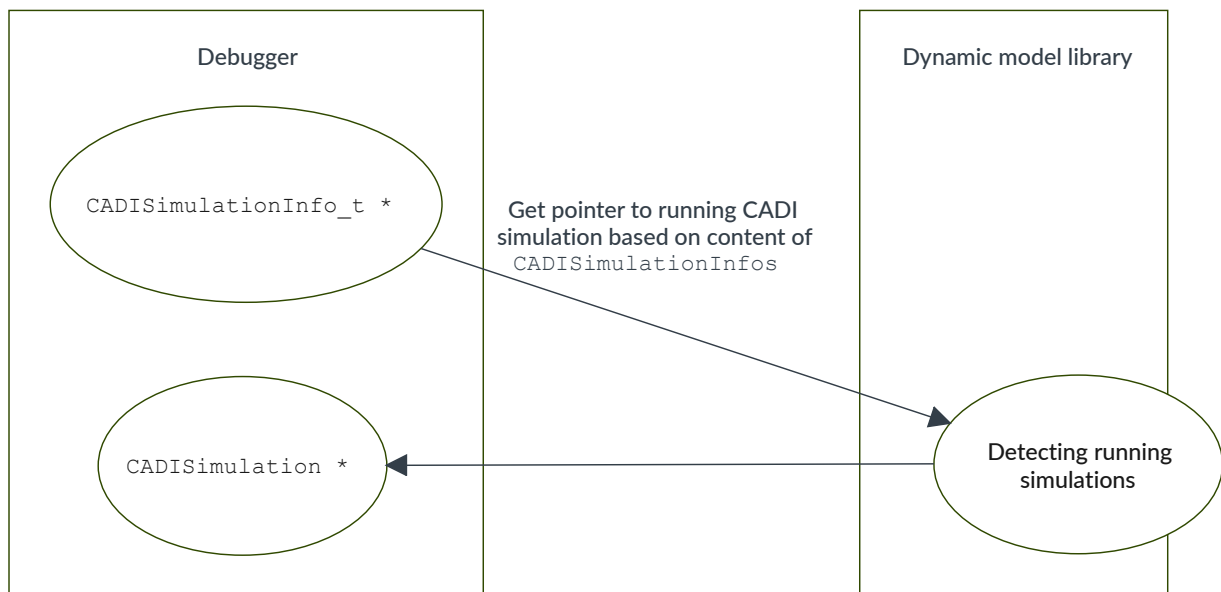 Debugger
Dynamic model library
CADISimulationInfo_t *
Get pointer to running CADI
simulation based on content of
CADISimulationInfos
CADISimulation *
Detecting running
simulations